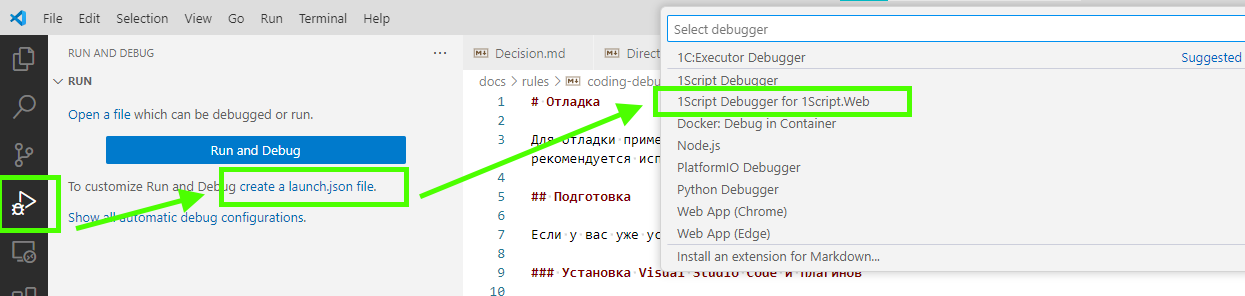 File Edit Selection View Go Run Terminal Help
RUN AND DEBUG ...
RUN
Open a file which can be debugged or run.
Run and Debug
To customize Run and Debug create a launch.json file.
Show all automatic debug configurations.
Decision.md Direct
docs > rules > coding-debu
1 # Отладка
2
3 Для отладки приме
рекомендуется исп
4
5 ## Подготовка
6
7 Если у вас уже ус
8
9 ### Установка Visual Studio Code и плагинов
10
Select debugger
1C:Executor Debugger Suggested
1Script Debugger
1Script Debugger for 1Script.Web
Docker: Debug in Container
Node.js
PlatformIO Debugger
Python Debugger
Web App (Chrome)
Web App (Edge)
Install an extension for Markdown...